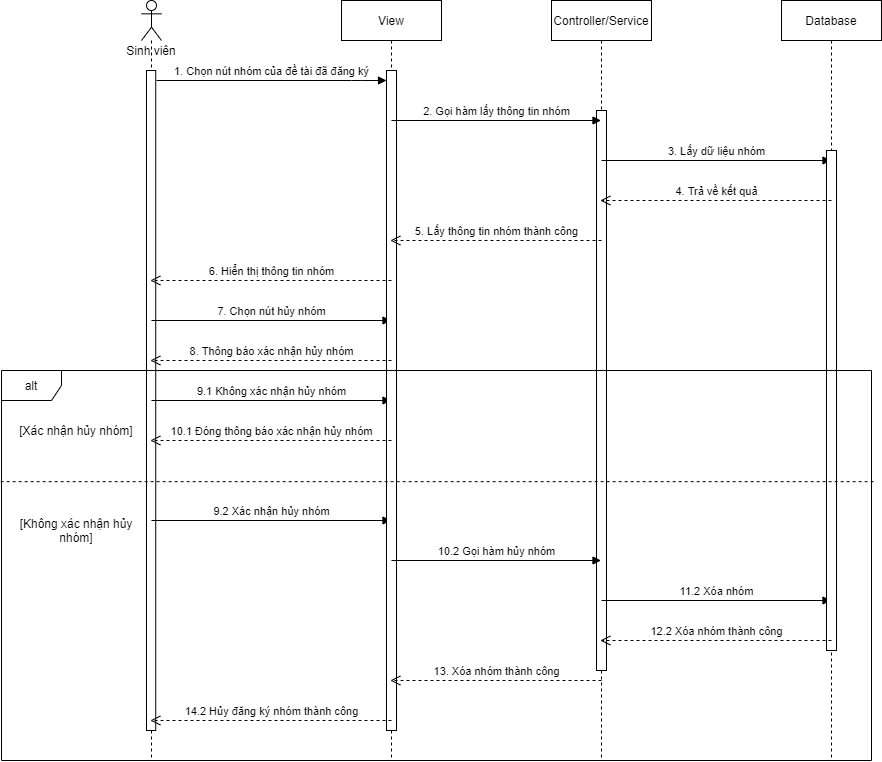 Sinh viên
View
Controller/Service
Database
1. Chọn nút nhóm của đề tài đã đăng ký
2. Gọi hàm lấy thông tin nhóm
3. Lấy dữ liệu nhóm
4. Trả về kết quả
5. Lấy thông tin nhóm thành công
6. Hiển thị thông tin nhóm
7. Chọn nút hủy nhóm
8. Thông báo xác nhận hủy nhóm
alt
9.1 Không xác nhận hủy nhóm
[Xác nhận hủy nhóm]
10.1 Đóng thông báo xác nhận hủy nhóm
9.2 Xác nhận hủy nhóm
[Không xác nhận hủy
nhóm]
10.2 Gọi hàm hủy nhóm
11.2 Xóa nhóm
12.2 Xóa nhóm thành công
13. Xóa nhóm thành công
14.2 Hủy đăng ký nhóm thành công